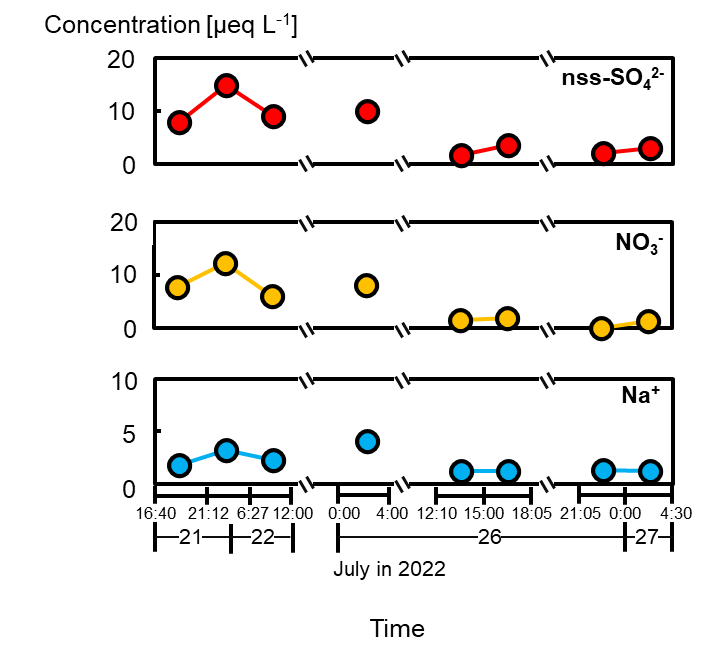 Concentration [µeq L⁻¹]
20
nss-SO₄²⁻
10
0
20
NO₃⁻
10
0
10
Na⁺
5
0
16:40 21:12 6:27 12:00 0:00 4:00 12:10 15:00 18:05 21:05 0:00 4:30
21 22 26 27
July in 2022
Time